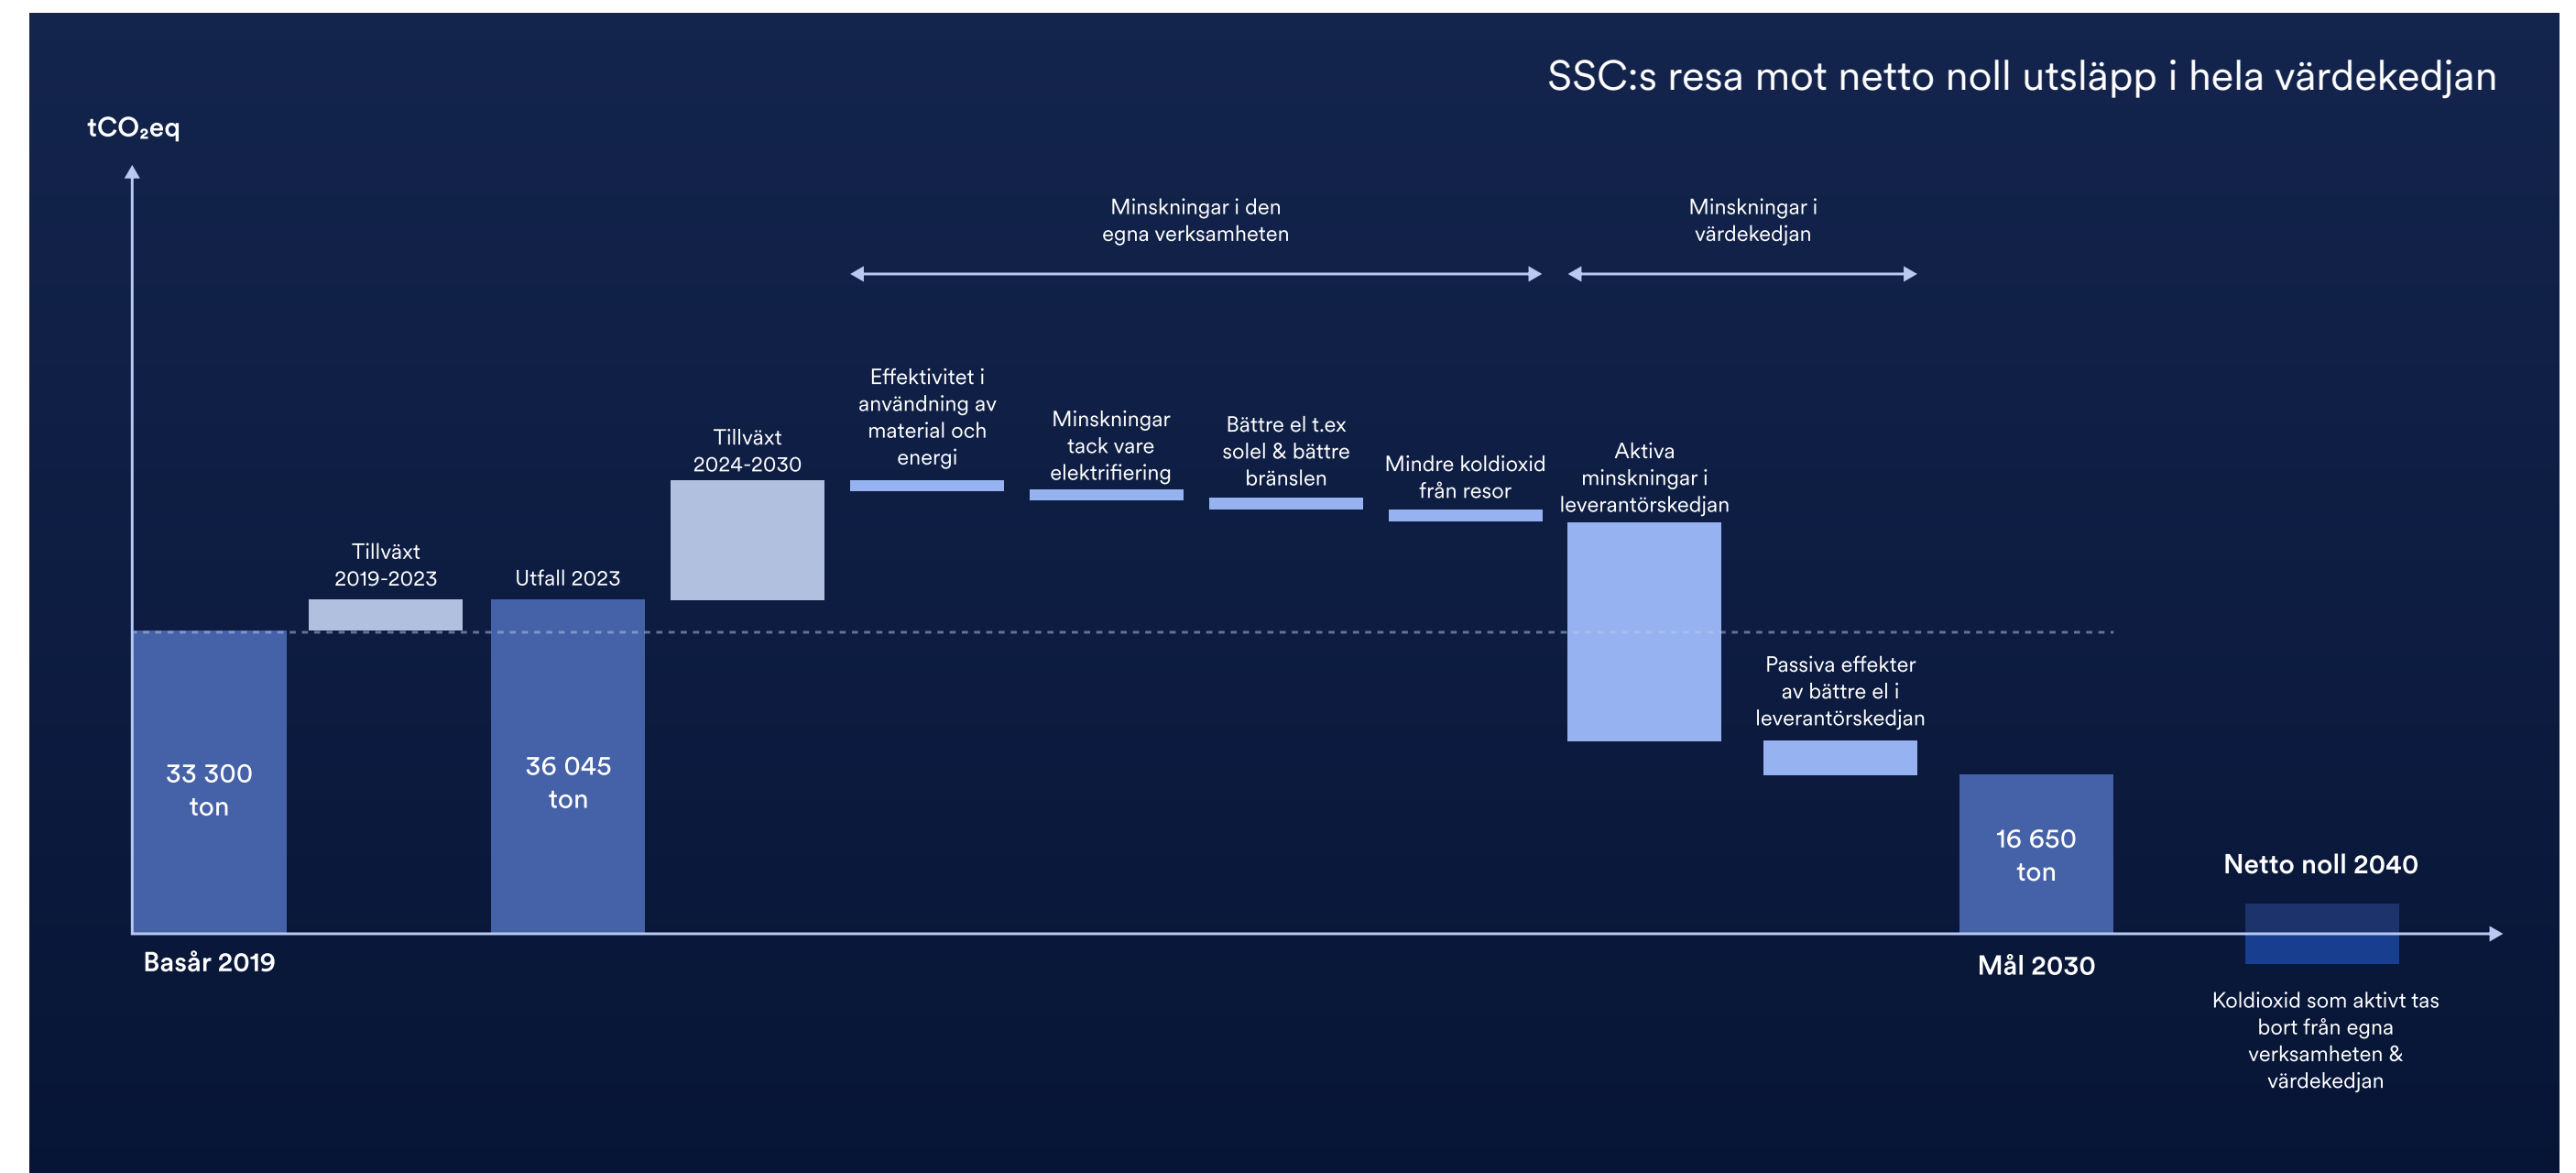 SSC:s resa mot netto noll utsläpp i hela värdekedjan
tCO₂eq
Minskningar i den
egna verksamheten
Minskningar i
värdekedjan
Tillväxt
2019-2023
Utfall 2023
Tillväxt
2024-2030
Effektivitet i
användning av
material och
energi
Minskningar
tack vare
elektrifiering
Bättre el t.ex
solel & bättre
bränslen
Mindre koldioxid
från resor
Aktiva
minskningar i
leverantörskedjan
Passiva effekter
av bättre el i
leverantörskedjan
33 300
ton
36 045
ton
16 650
ton
Netto noll 2040
Basår 2019
Mål 2030
Koldioxid som aktivt tas
bort från egna
verksamheten &
värdekedjan